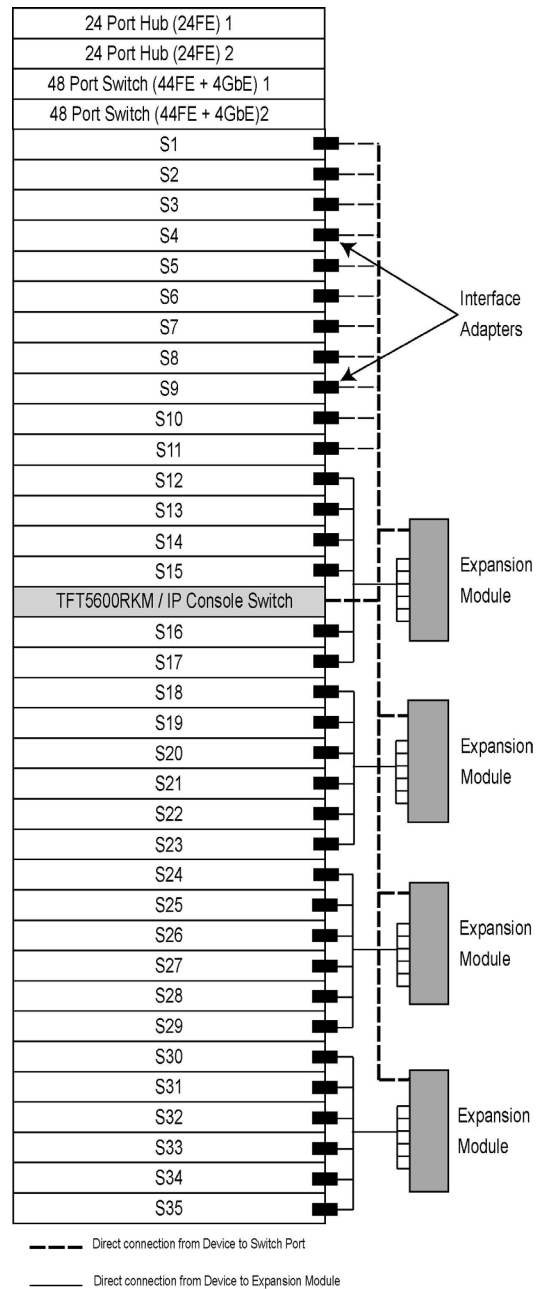 24 Port Hub (24FE) 1
24 Port Hub (24FE) 2
48 Port Switch (44FE + 4GbE) 1
48 Port Switch (44FE + 4GbE)2
S1
S2
S3
S4
S5
S6
S7
S8
S9
S10
S11
S12
S13
S14
S15
TFT5600RKM / IP Console Switch
S16
S17
S18
S19
S20
S21
S22
S23
S24
S25
S26
S27
S28
S29
S30
S31
S32
S33
S34
S35
Interface
Adapters
Expansion
Module
Expansion
Module
Expansion
Module
Expansion
Module
Direct connection from Device to Switch Port
Direct connection from Device to Expansion Module